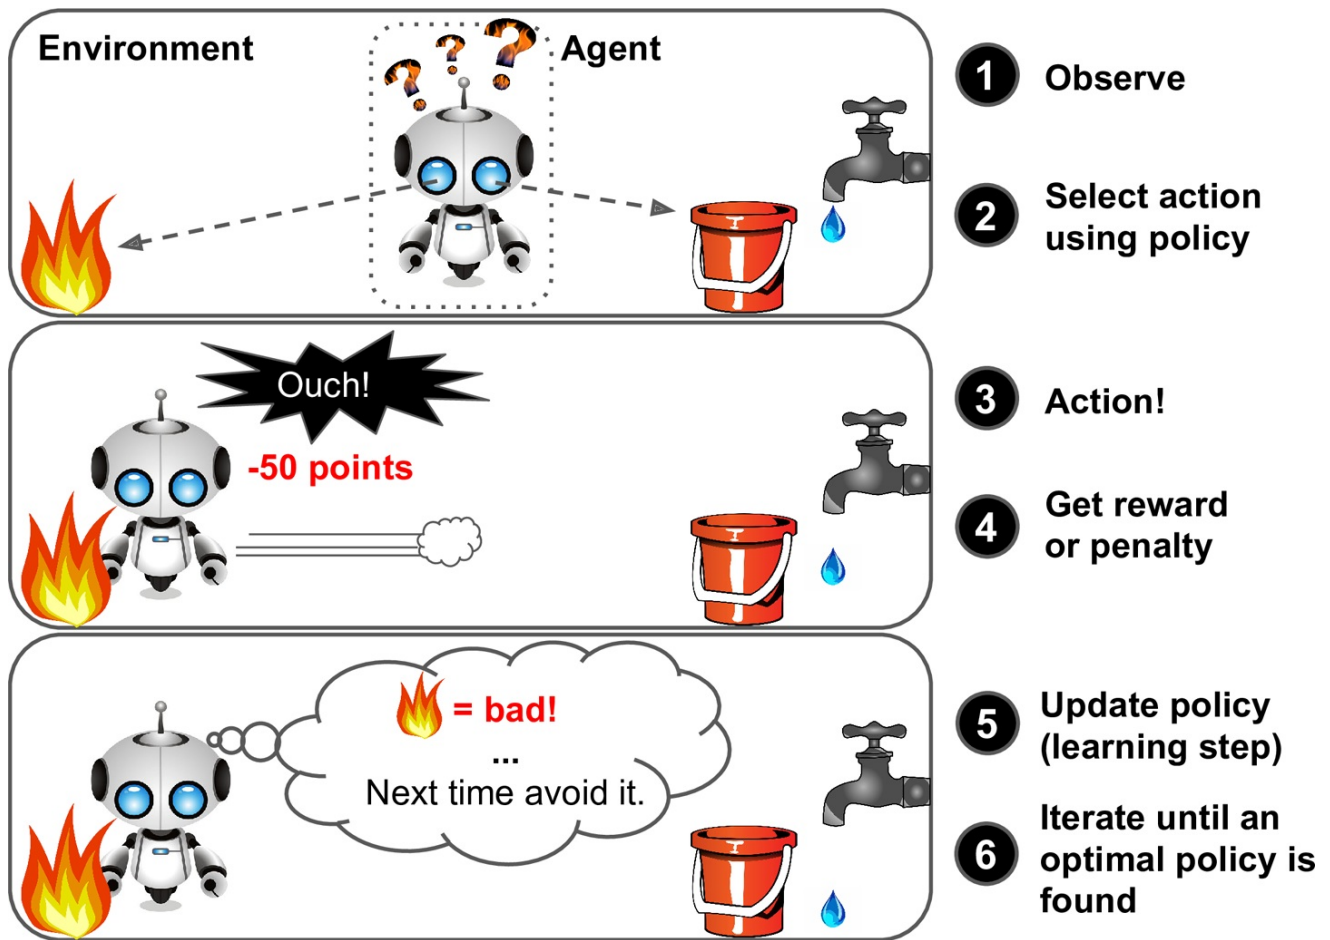 Environment
Agent
? ? ?
1 Observe
2 Select action
using policy
Ouch!
-50 points
3 Action!
4 Get reward
or penalty
= bad!
...
Next time avoid it.
5 Update policy
(learning step)
6 Iterate until an
optimal policy is
found